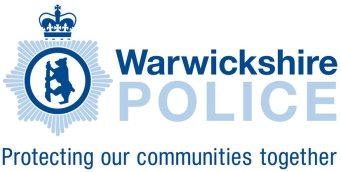 Warwickshire
POLICE
Protecting our communities together